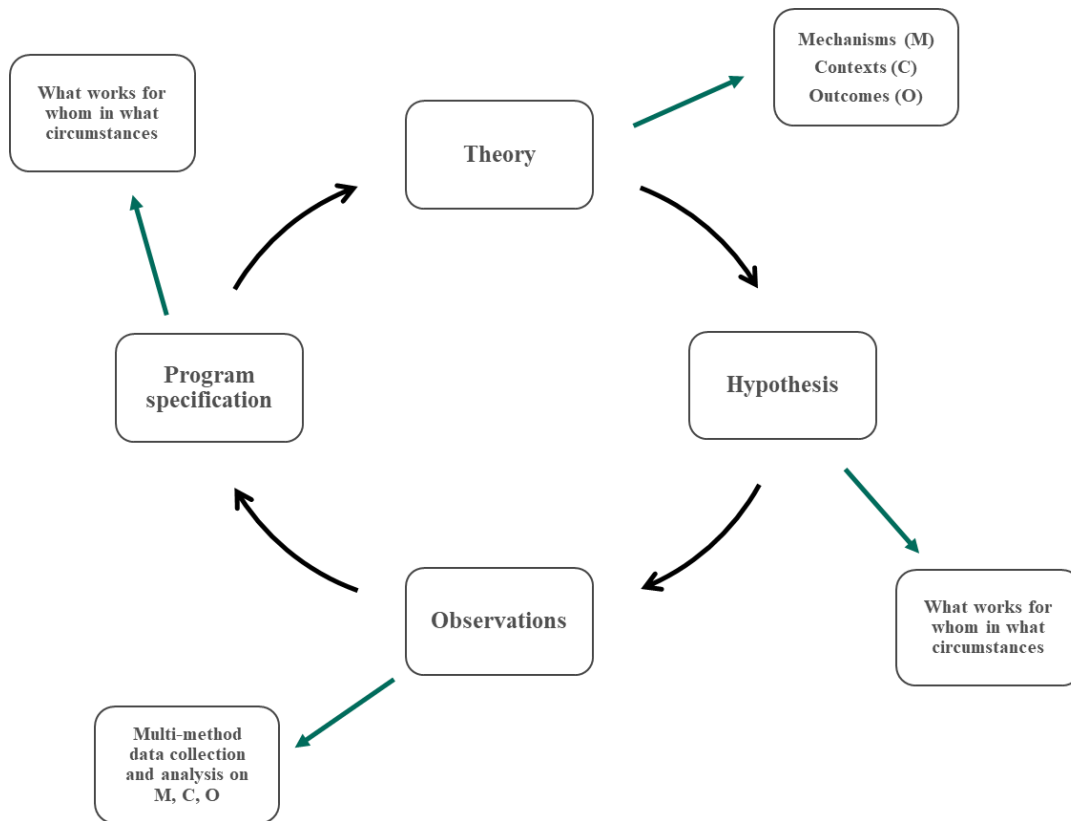 Mechanisms (M)
Contexts (C)
Outcomes (O)
What works for
whom in what
circumstances
Theory
Program
specification
Hypothesis
Observations
What works for
whom in what
circumstances
Multi-method
data collection
and analysis on
M, C, O